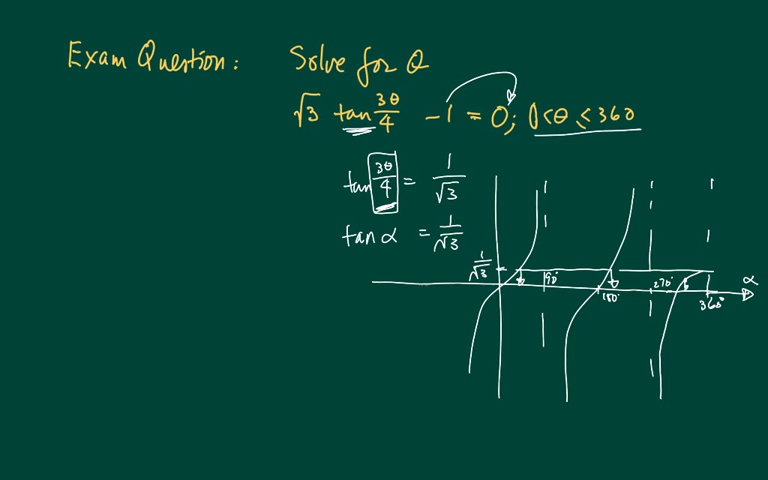 Exam Question: Solve for θ
√3 tan 3θ/4 - 1 = 0; 0 < θ ≤ 360
tan 3θ/4 = 1/√3
tan α = 1/√3
1/√3
90° 180° 270° 360° α